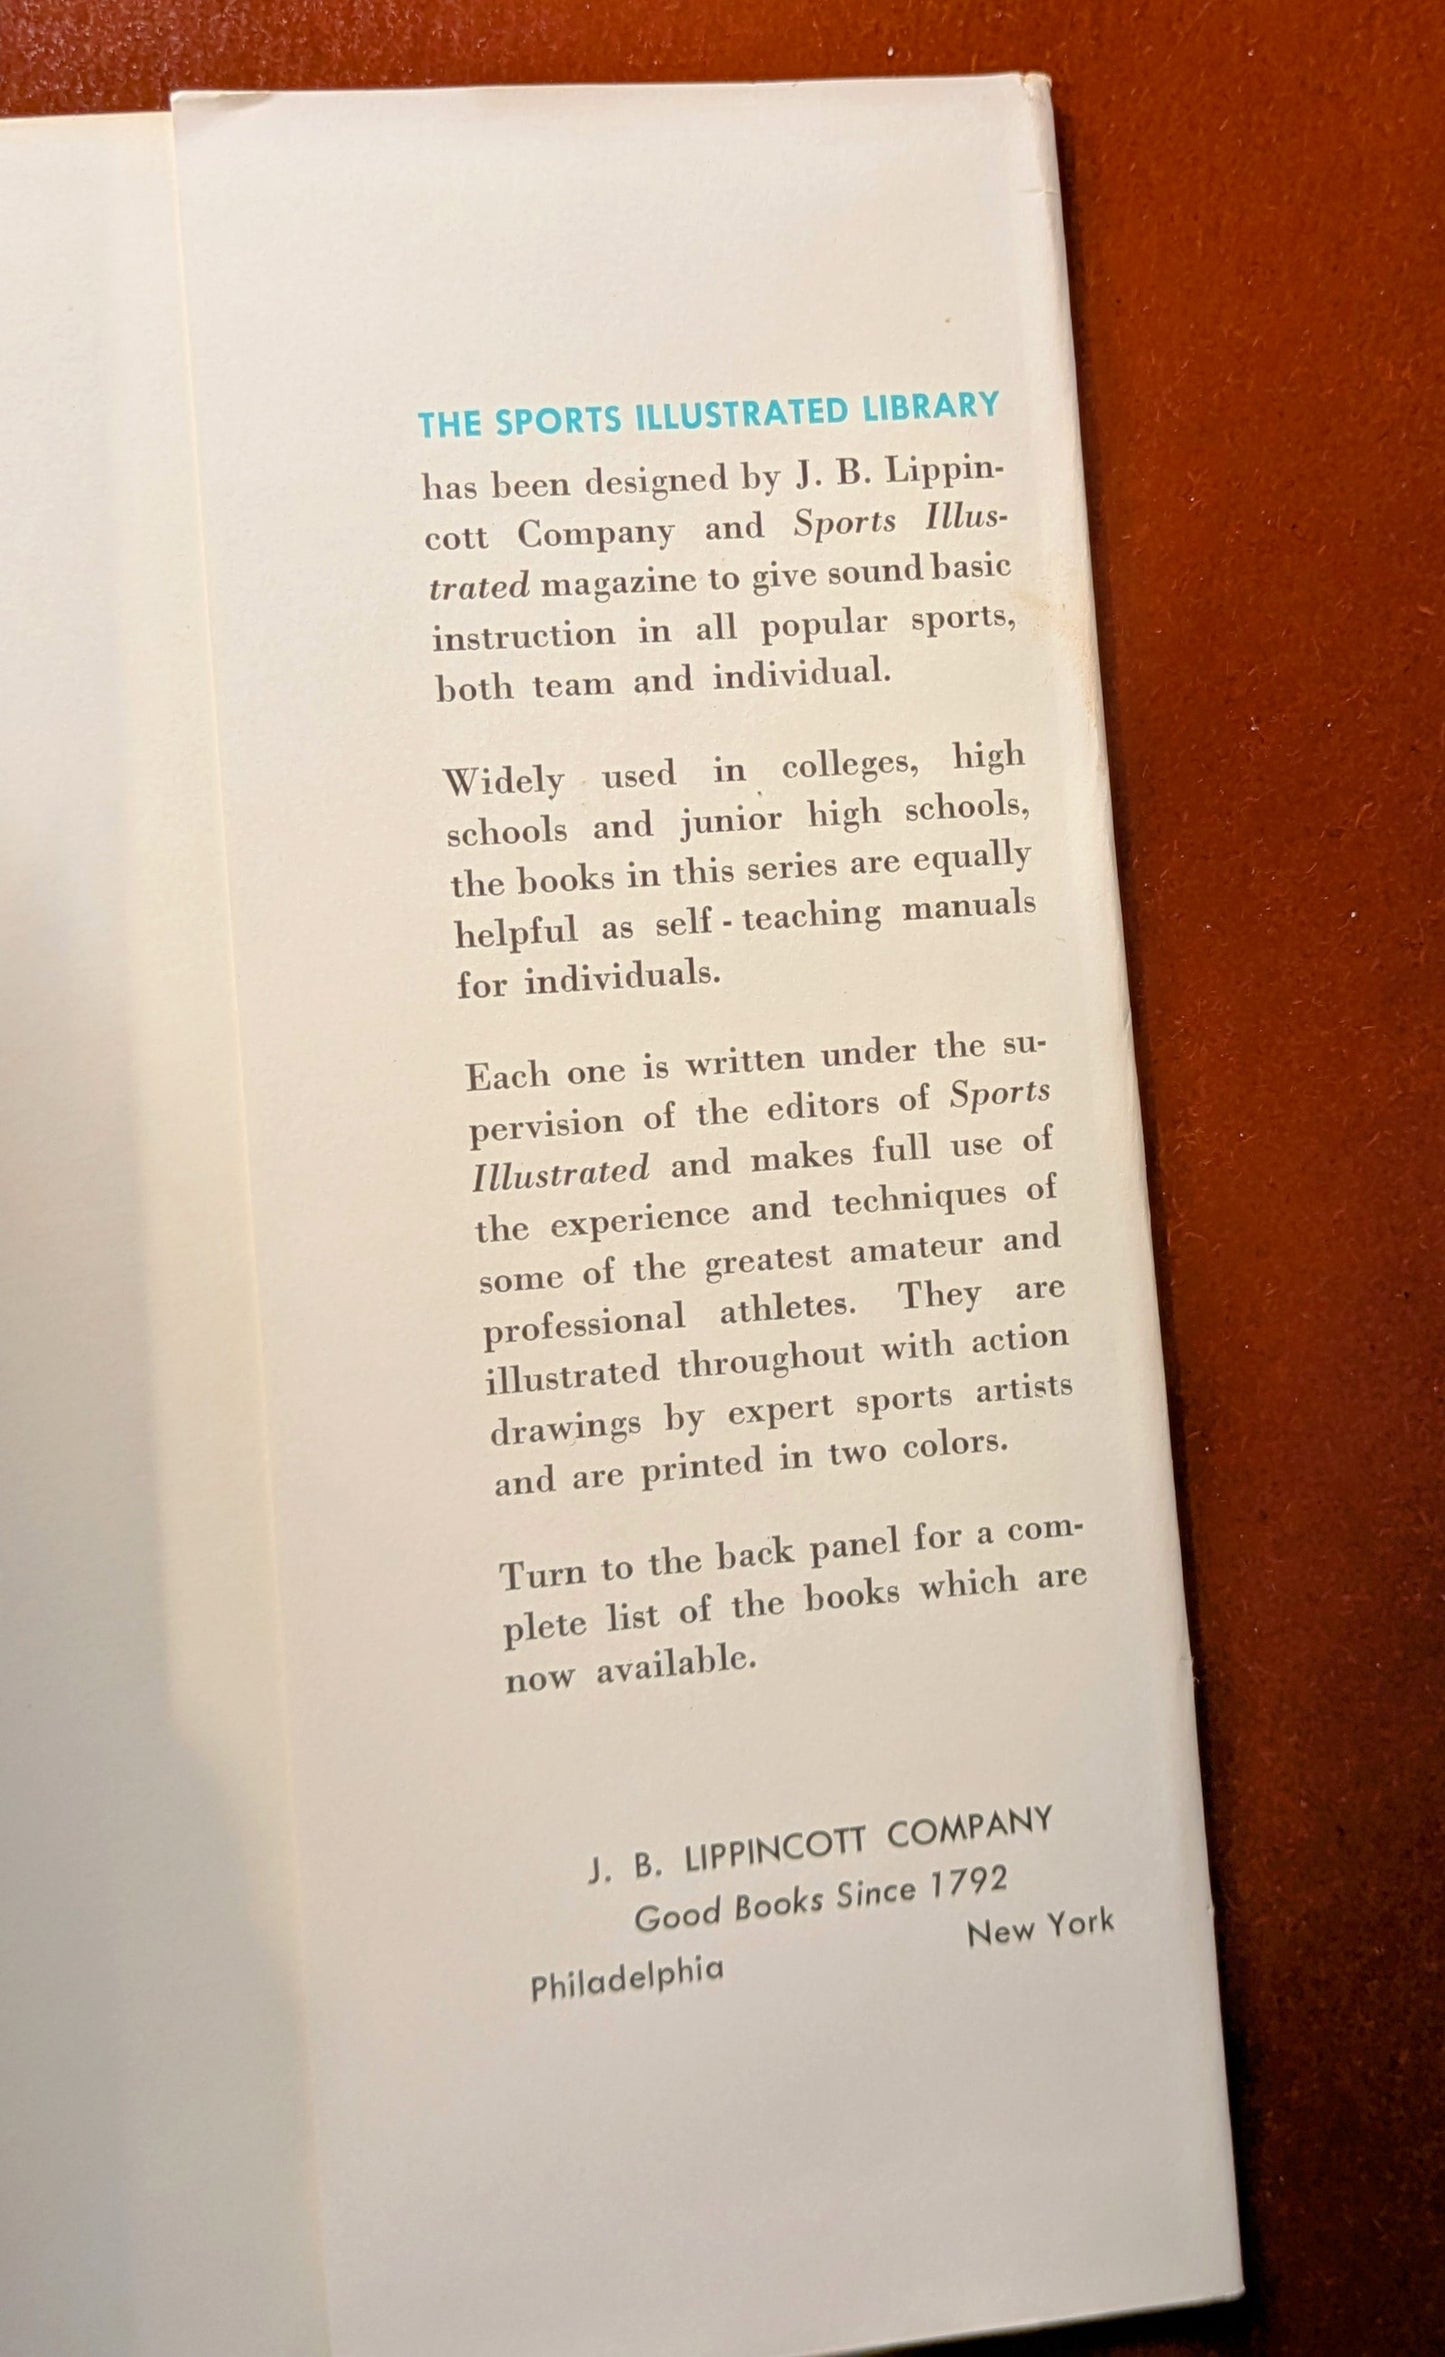 THE SPORTS ILLUSTRATED LIBRARY
has been designed by J. B. Lippin-
cott Company and Sports Illus-
trated magazine to give sound basic
instruction in all popular sports,
both team and individual.
Widely used in colleges, high
schools and junior high schools,
the books in this series are equally
helpful as self-teaching manuals
for individuals.
Each one is written under the su-
pervision of the editors of Sports
Illustrated and makes full use of
the experience and techniques of
some of the greatest amateur and
professional athletes. They are
illustrated throughout with action
drawings by expert sports artists
and are printed in two colors.
Turn to the back panel for a com-
plete list of the books which are
now available.
J. B. LIPPINCOTT COMPANY
Good Books Since 1792
Philadelphia New York